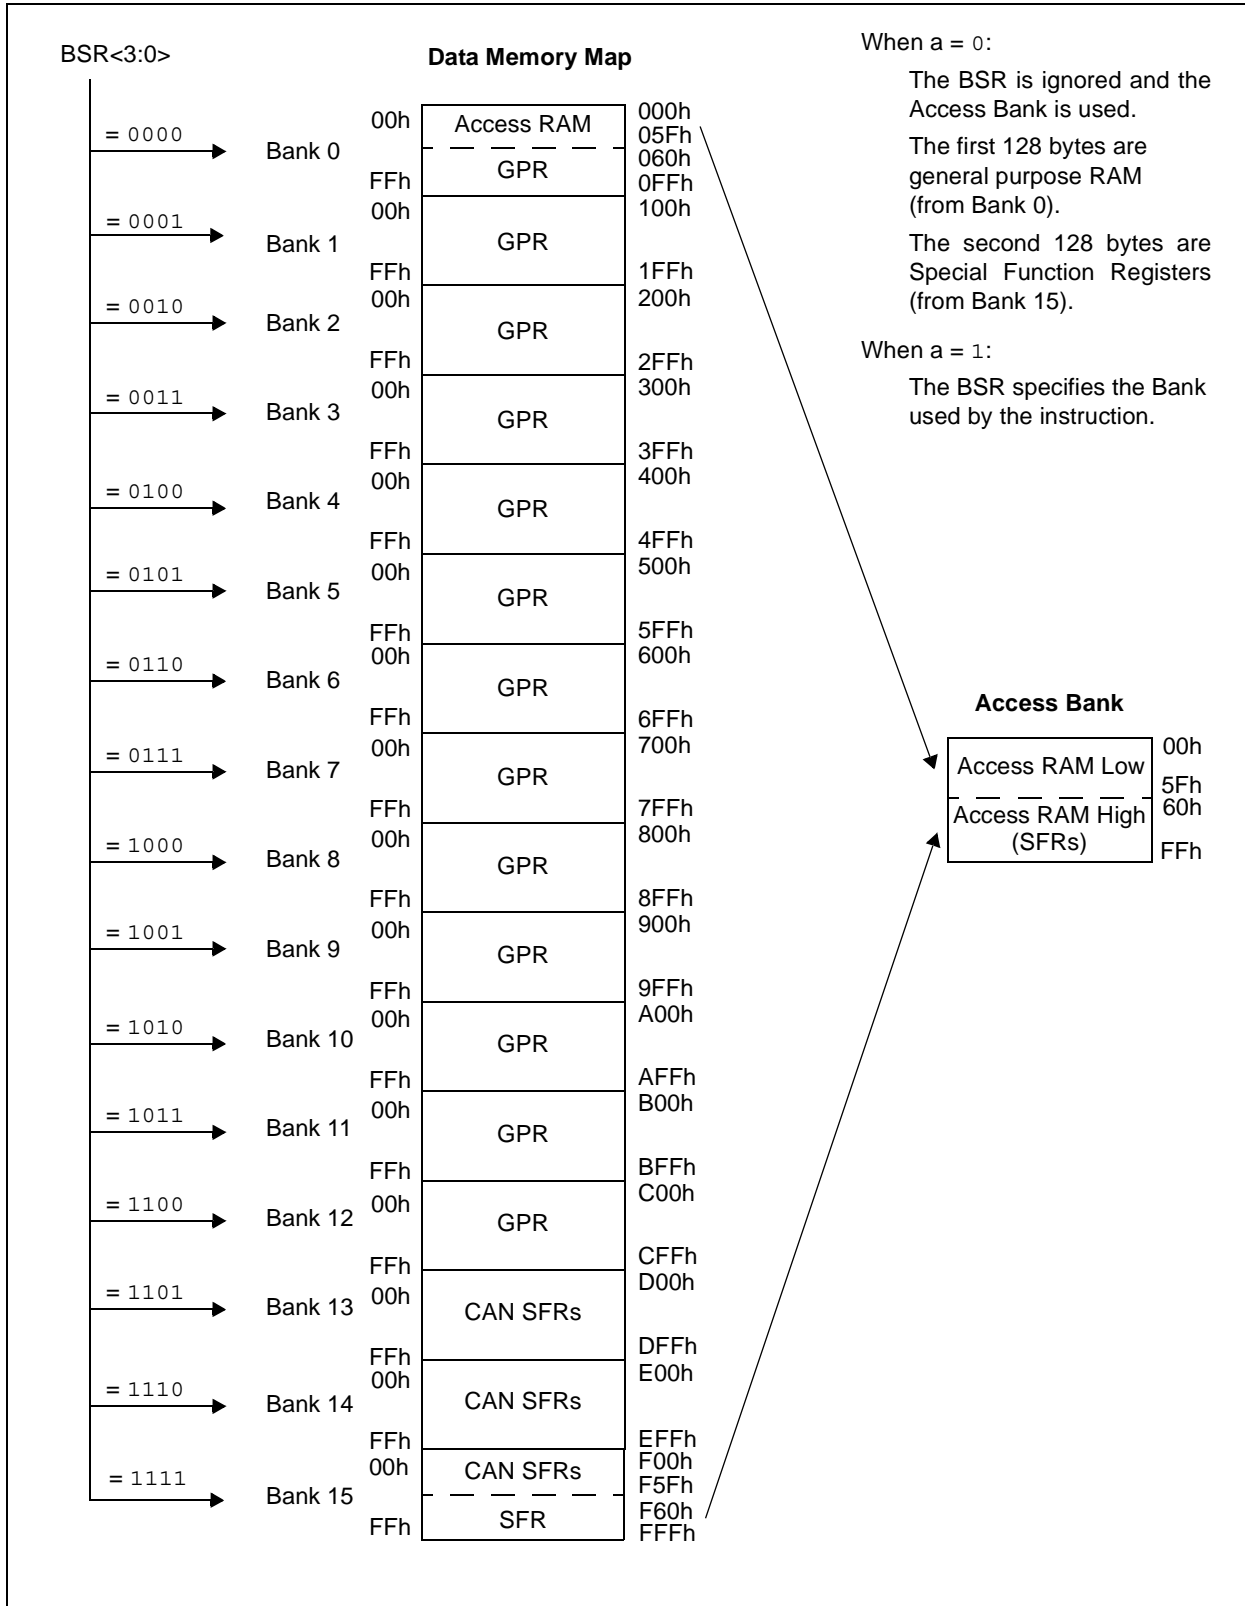 BSR<3:0>
Data Memory Map
When a = 0:
The BSR is ignored and the
Access Bank is used.
The first 128 bytes are
general purpose RAM
(from Bank 0).
The second 128 bytes are
Special Function Registers
(from Bank 15).
When a = 1:
The BSR specifies the Bank
used by the instruction.
= 0000
Bank 0
00h
Access RAM
000h
05Fh
060h
GPR
FFh
0FFh
= 0001
Bank 1
00h
100h
GPR
FFh
1FFh
= 0010
Bank 2
00h
200h
GPR
FFh
2FFh
= 0011
Bank 3
00h
300h
GPR
FFh
3FFh
= 0100
Bank 4
00h
400h
GPR
FFh
4FFh
= 0101
Bank 5
00h
500h
GPR
FFh
5FFh
= 0110
Bank 6
00h
600h
GPR
FFh
6FFh
= 0111
Bank 7
00h
700h
GPR
FFh
7FFh
= 1000
Bank 8
00h
800h
GPR
FFh
8FFh
= 1001
Bank 9
00h
900h
GPR
FFh
9FFh
= 1010
Bank 10
00h
A00h
GPR
FFh
AFFh
= 1011
Bank 11
00h
B00h
GPR
FFh
BFFh
= 1100
Bank 12
00h
C00h
GPR
FFh
CFFh
= 1101
Bank 13
00h
D00h
CAN SFRs
FFh
DFFh
= 1110
Bank 14
00h
E00h
CAN SFRs
FFh
EFFh
= 1111
Bank 15
00h
F00h
CAN SFRs
F5Fh
F60h
SFR
FFh
FFFh
Access Bank
Access RAM Low
00h
5Fh
60h
Access RAM High
(SFRs)
FFh